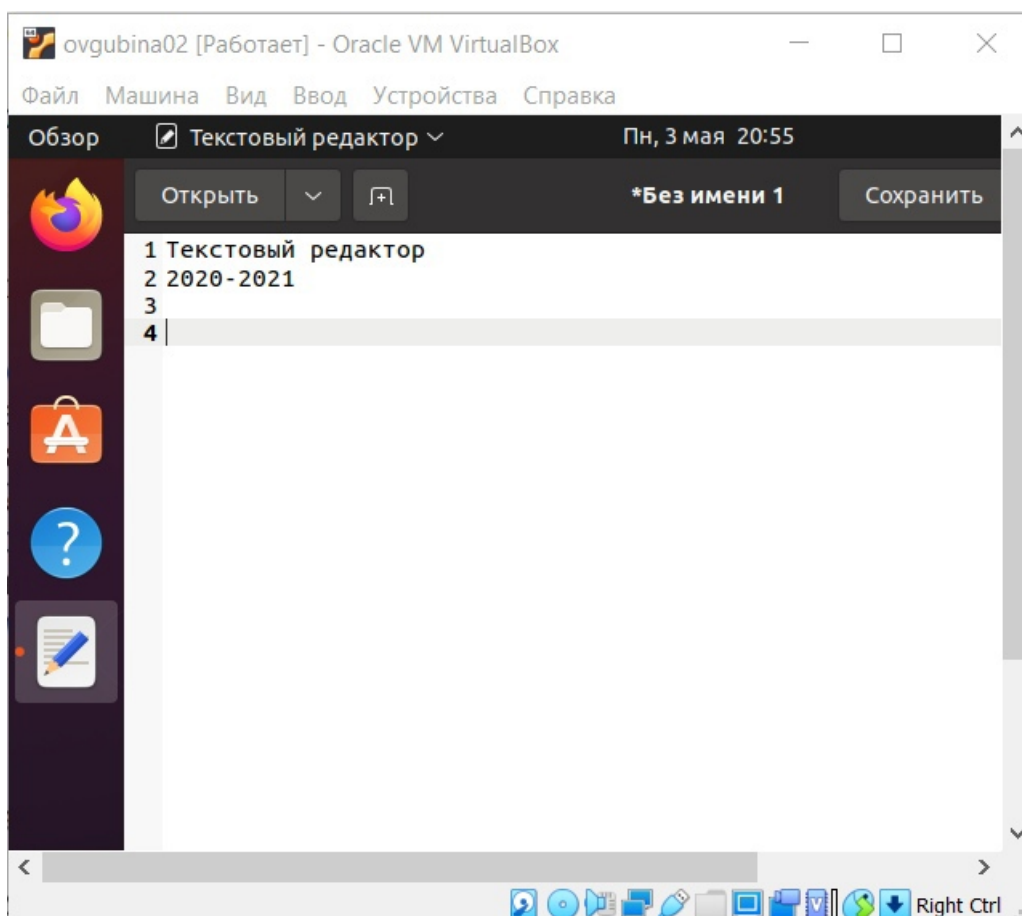 ovgubina02 [Работает] - Oracle VM VirtualBox
Файл Машина Вид Ввод Устройства Справка
Обзор Текстовый редактор Пн, 3 мая 20:55
Открыть *Без имени 1 Сохранить
1 Текстовый редактор
2 2020-2021
3
4
Right Ctrl